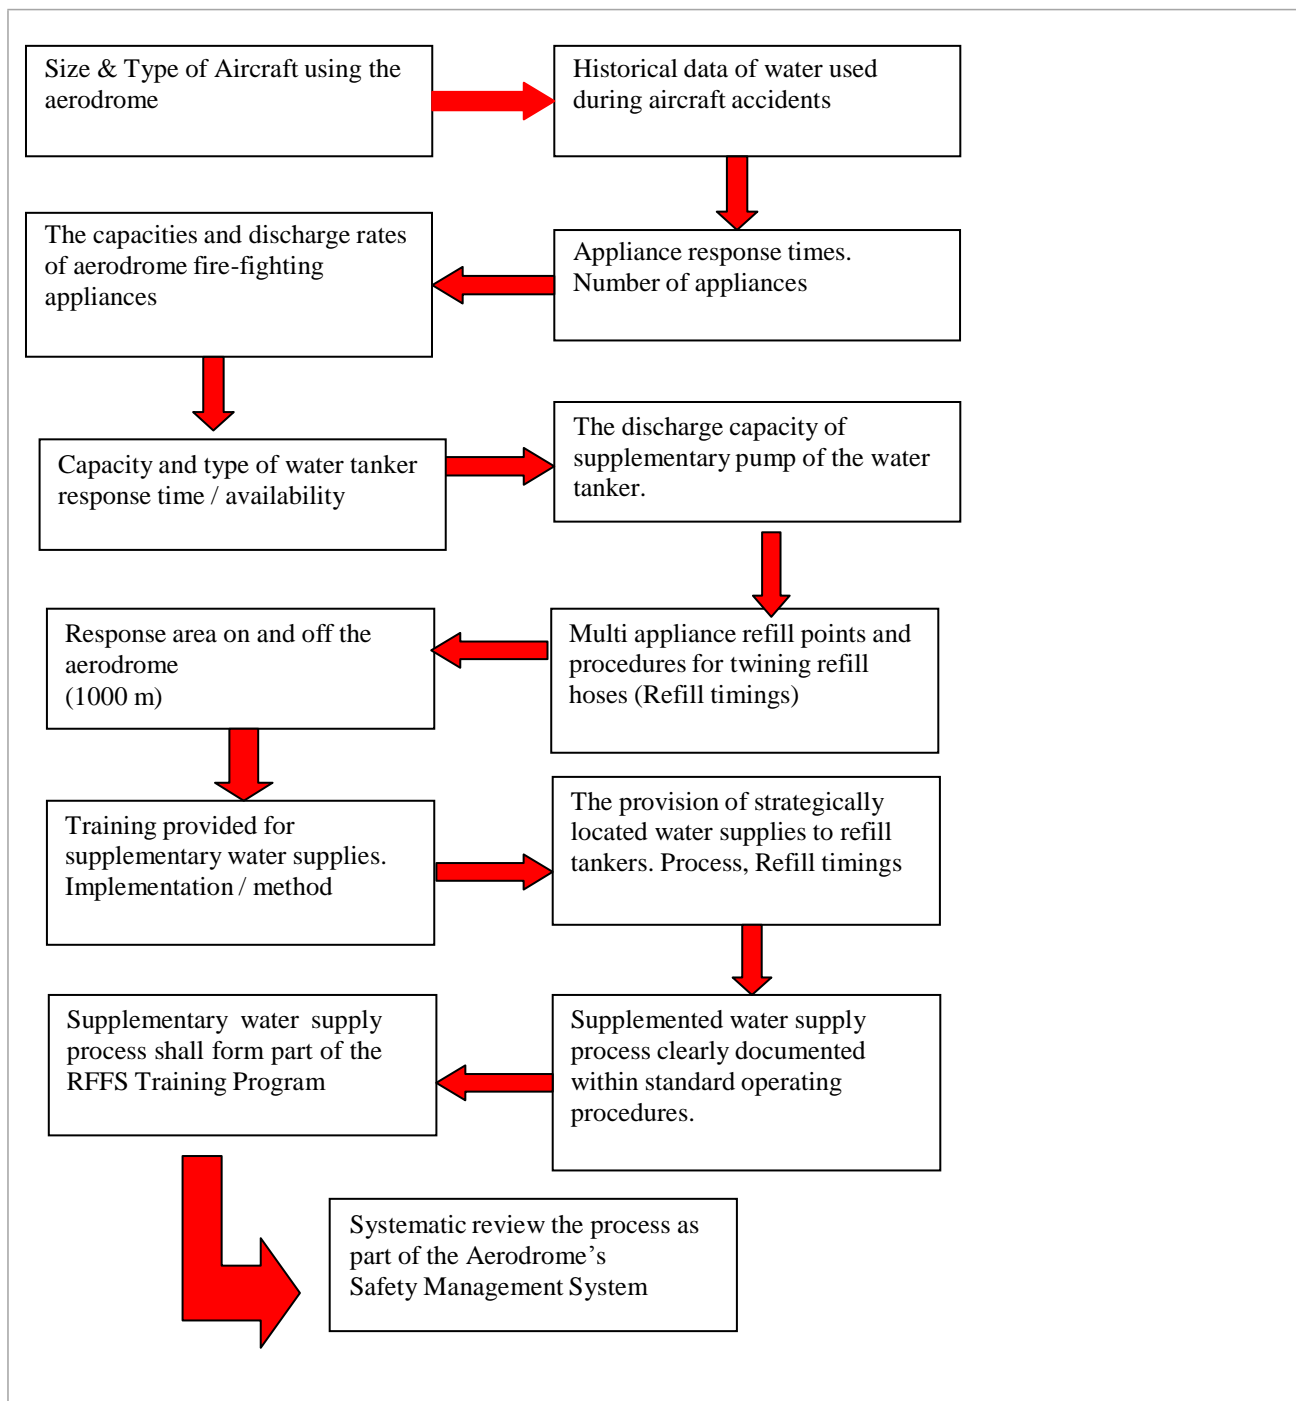 Size & Type of Aircraft using the
aerodrome
Historical data of water used
during aircraft accidents
Appliance response times.
Number of appliances
The capacities and discharge rates
of aerodrome fire-fighting
appliances
Capacity and type of water tanker
response time / availability
The discharge capacity of
supplementary pump of the water
tanker.
Multi appliance refill points and
procedures for twining refill
hoses (Refill timings)
Response area on and off the
aerodrome
(1000 m)
Training provided for
supplementary water supplies.
Implementation / method
The provision of strategically
located water supplies to refill
tankers. Process, Refill timings
Supplemented water supply
process clearly documented
within standard operating
procedures.
Supplementary water supply
process shall form part of the
RFFS Training Program
Systematic review the process as
part of the Aerodrome’s
Safety Management System